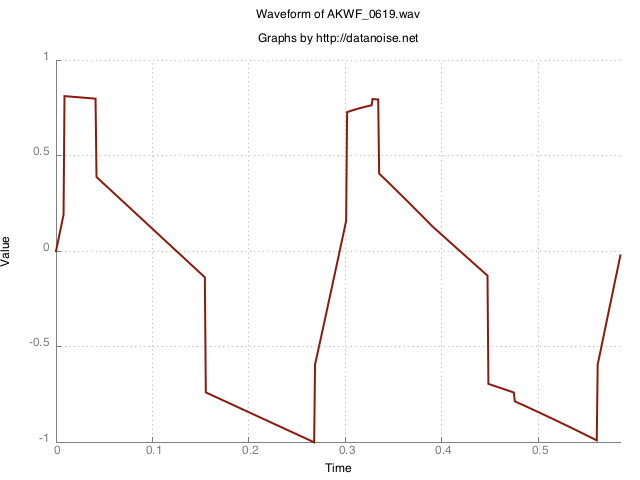 Waveform of AKWF_0619.wav
Graphs by http://datanoise.net
1
0.5
0
-0.5
-1
Value
0 0.1 0.2 0.3 0.4 0.5
Time